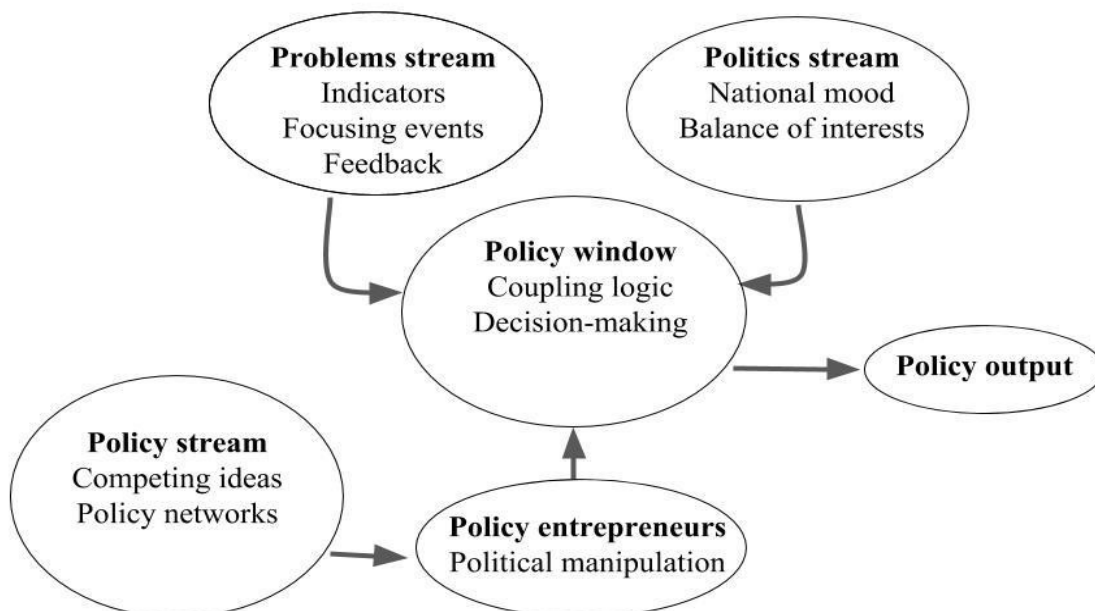 Problems stream
Indicators
Focusing events
Feedback
Politics stream
National mood
Balance of interests
Policy window
Coupling logic
Decision-making
Policy output
Policy stream
Competing ideas
Policy networks
Policy entrepreneurs
Political manipulation